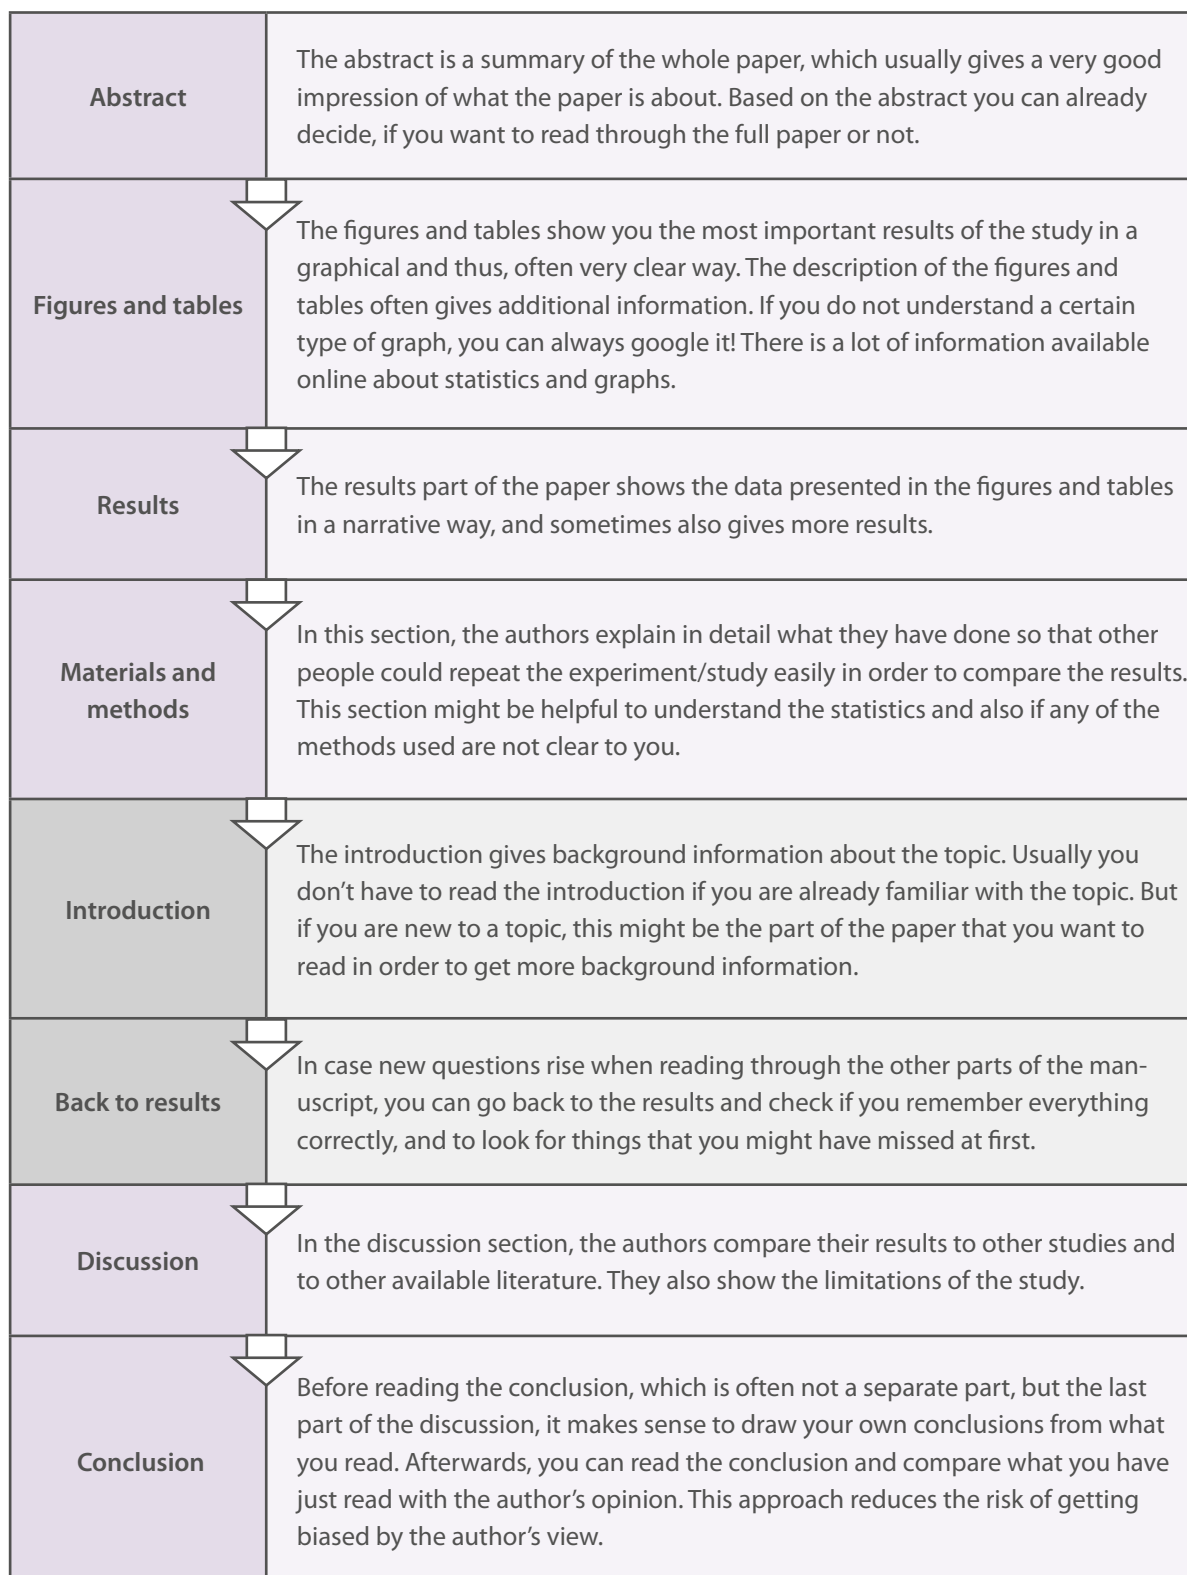 Abstract
The abstract is a summary of the whole paper, which usually gives a very good
impression of what the paper is about. Based on the abstract you can already
decide, if you want to read through the full paper or not.
Figures and tables
The figures and tables show you the most important results of the study in a
graphical and thus, often very clear way. The description of the figures and
tables often gives additional information. If you do not understand a certain
type of graph, you can always google it! There is a lot of information available
online about statistics and graphs.
Results
The results part of the paper shows the data presented in the figures and tables
in a narrative way, and sometimes also gives more results.
Materials and
methods
In this section, the authors explain in detail what they have done so that other
people could repeat the experiment/study easily in order to compare the results.
This section might be helpful to understand the statistics and also if any of the
methods used are not clear to you.
Introduction
The introduction gives background information about the topic. Usually you
don’t have to read the introduction if you are already familiar with the topic. But
if you are new to a topic, this might be the part of the paper that you want to
read in order to get more background information.
Back to results
In case new questions rise when reading through the other parts of the man-
uscript, you can go back to the results and check if you remember everything
correctly, and to look for things that you might have missed at first.
Discussion
In the discussion section, the authors compare their results to other studies and
to other available literature. They also show the limitations of the study.
Conclusion
Before reading the conclusion, which is often not a separate part, but the last
part of the discussion, it makes sense to draw your own conclusions from what
you read. Afterwards, you can read the conclusion and compare what you have
just read with the author’s opinion. This approach reduces the risk of getting
biased by the author’s view.